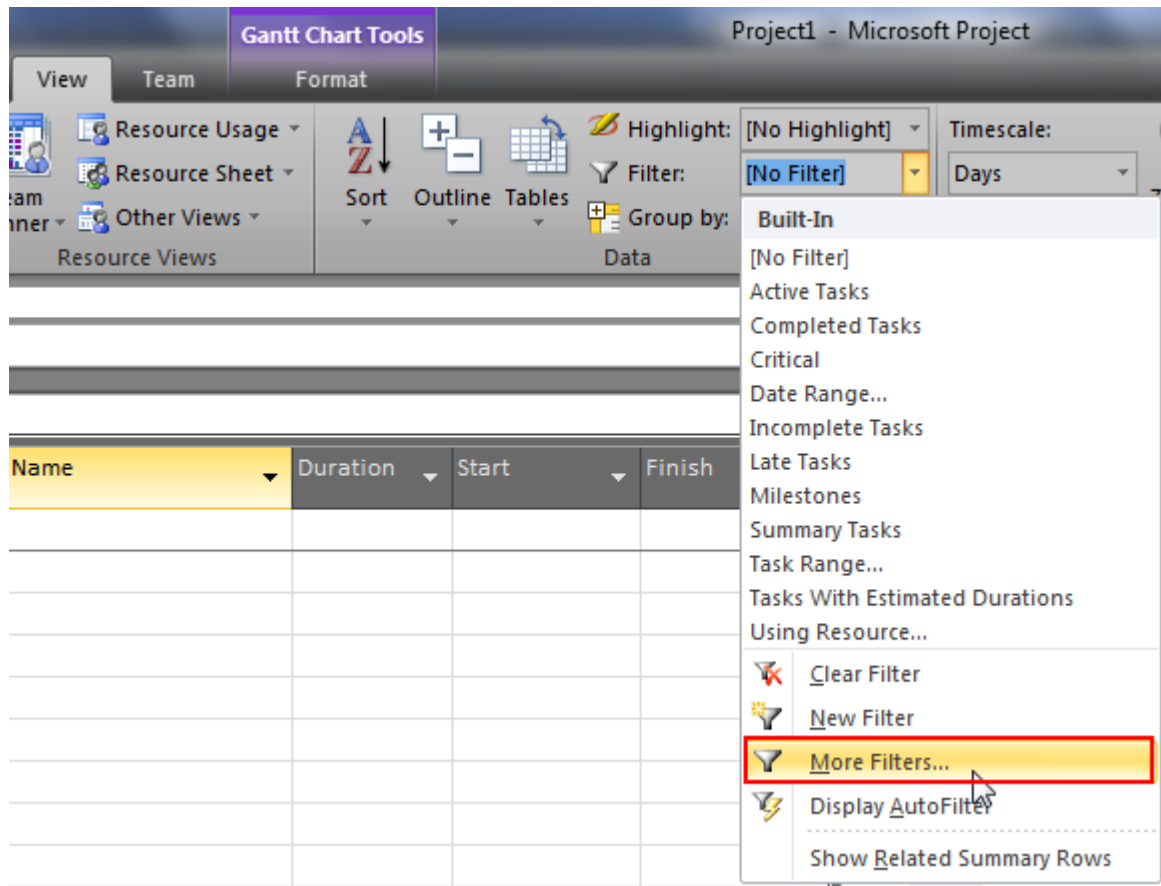 Gantt Chart Tools
Project1 - Microsoft Project
View Team Format
Resource Usage
Resource Sheet
Other Views
Resource Views
A
Z
Sort
Outline
Tables
Highlight: [No Highlight]
Filter: [No Filter]
Group by:
Data
Timescale:
Days
Built-In
[No Filter]
Active Tasks
Completed Tasks
Critical
Date Range...
Incomplete Tasks
Late Tasks
Milestones
Summary Tasks
Task Range...
Tasks With Estimated Durations
Using Resource...
Clear Filter
New Filter
More Filters...
Display AutoFilter
Show Related Summary Rows
Name Duration Start Finish